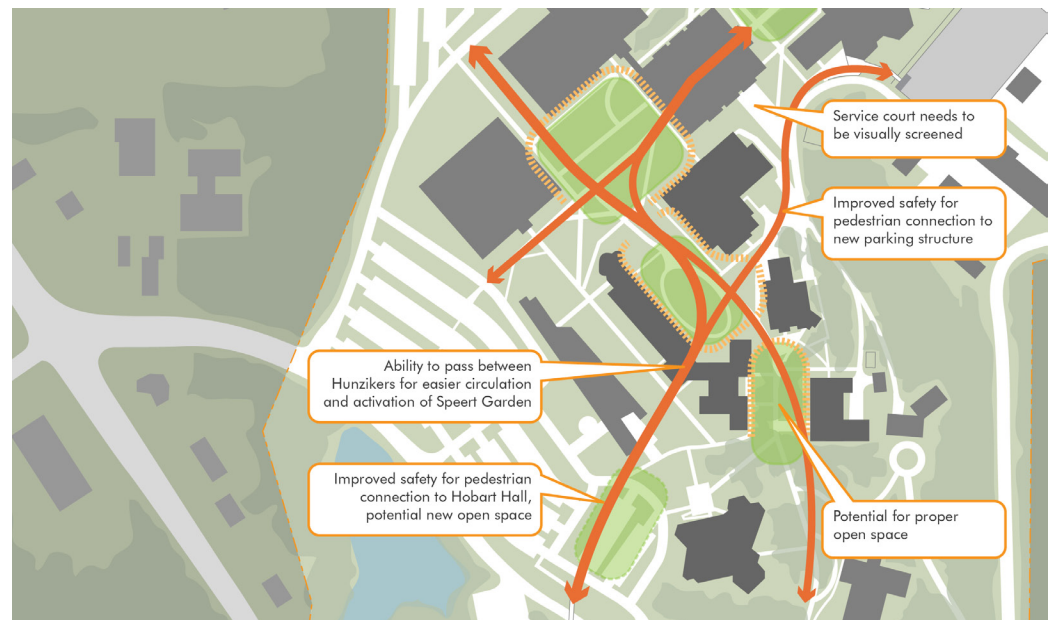 Service court needs to
be visually screened
Improved safety for
pedestrian connection to
new parking structure
Ability to pass between
Hunzikers for easier circulation
and activation of Speert Garden
Improved safety for pedestrian
connection to Hobart Hall,
potential new open space
Potential for proper
open space